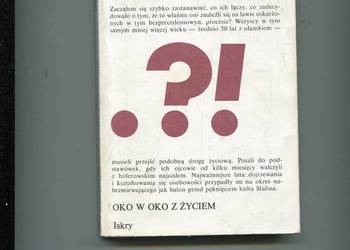 Zacząłem się szybko zastanawiać, co ich łączy, co zadecy-
dowało o tym, że to właśnie oni znaleźli się na ławie oskarżo-
nych w tym bezprecedensowym, procesie? Wszyscy w tym
samym mniej więcej wieku — średnio 50 lat z ułamkiem —
.?!
musieli przejść podobną drogę życiową. Poszli do pod-
stawówek, gdy ich ojcowie od kilku miesięcy walczyli
z hitlerowskim najazdem. Najważniejsze lata dojrzewania
i kształtowania się osobowości przypadły im na okres na-
brzmiewającego jak balon przed pęknięciem kultu Stalina.
OKO W OKO Z ŻYCIEM
Iskry